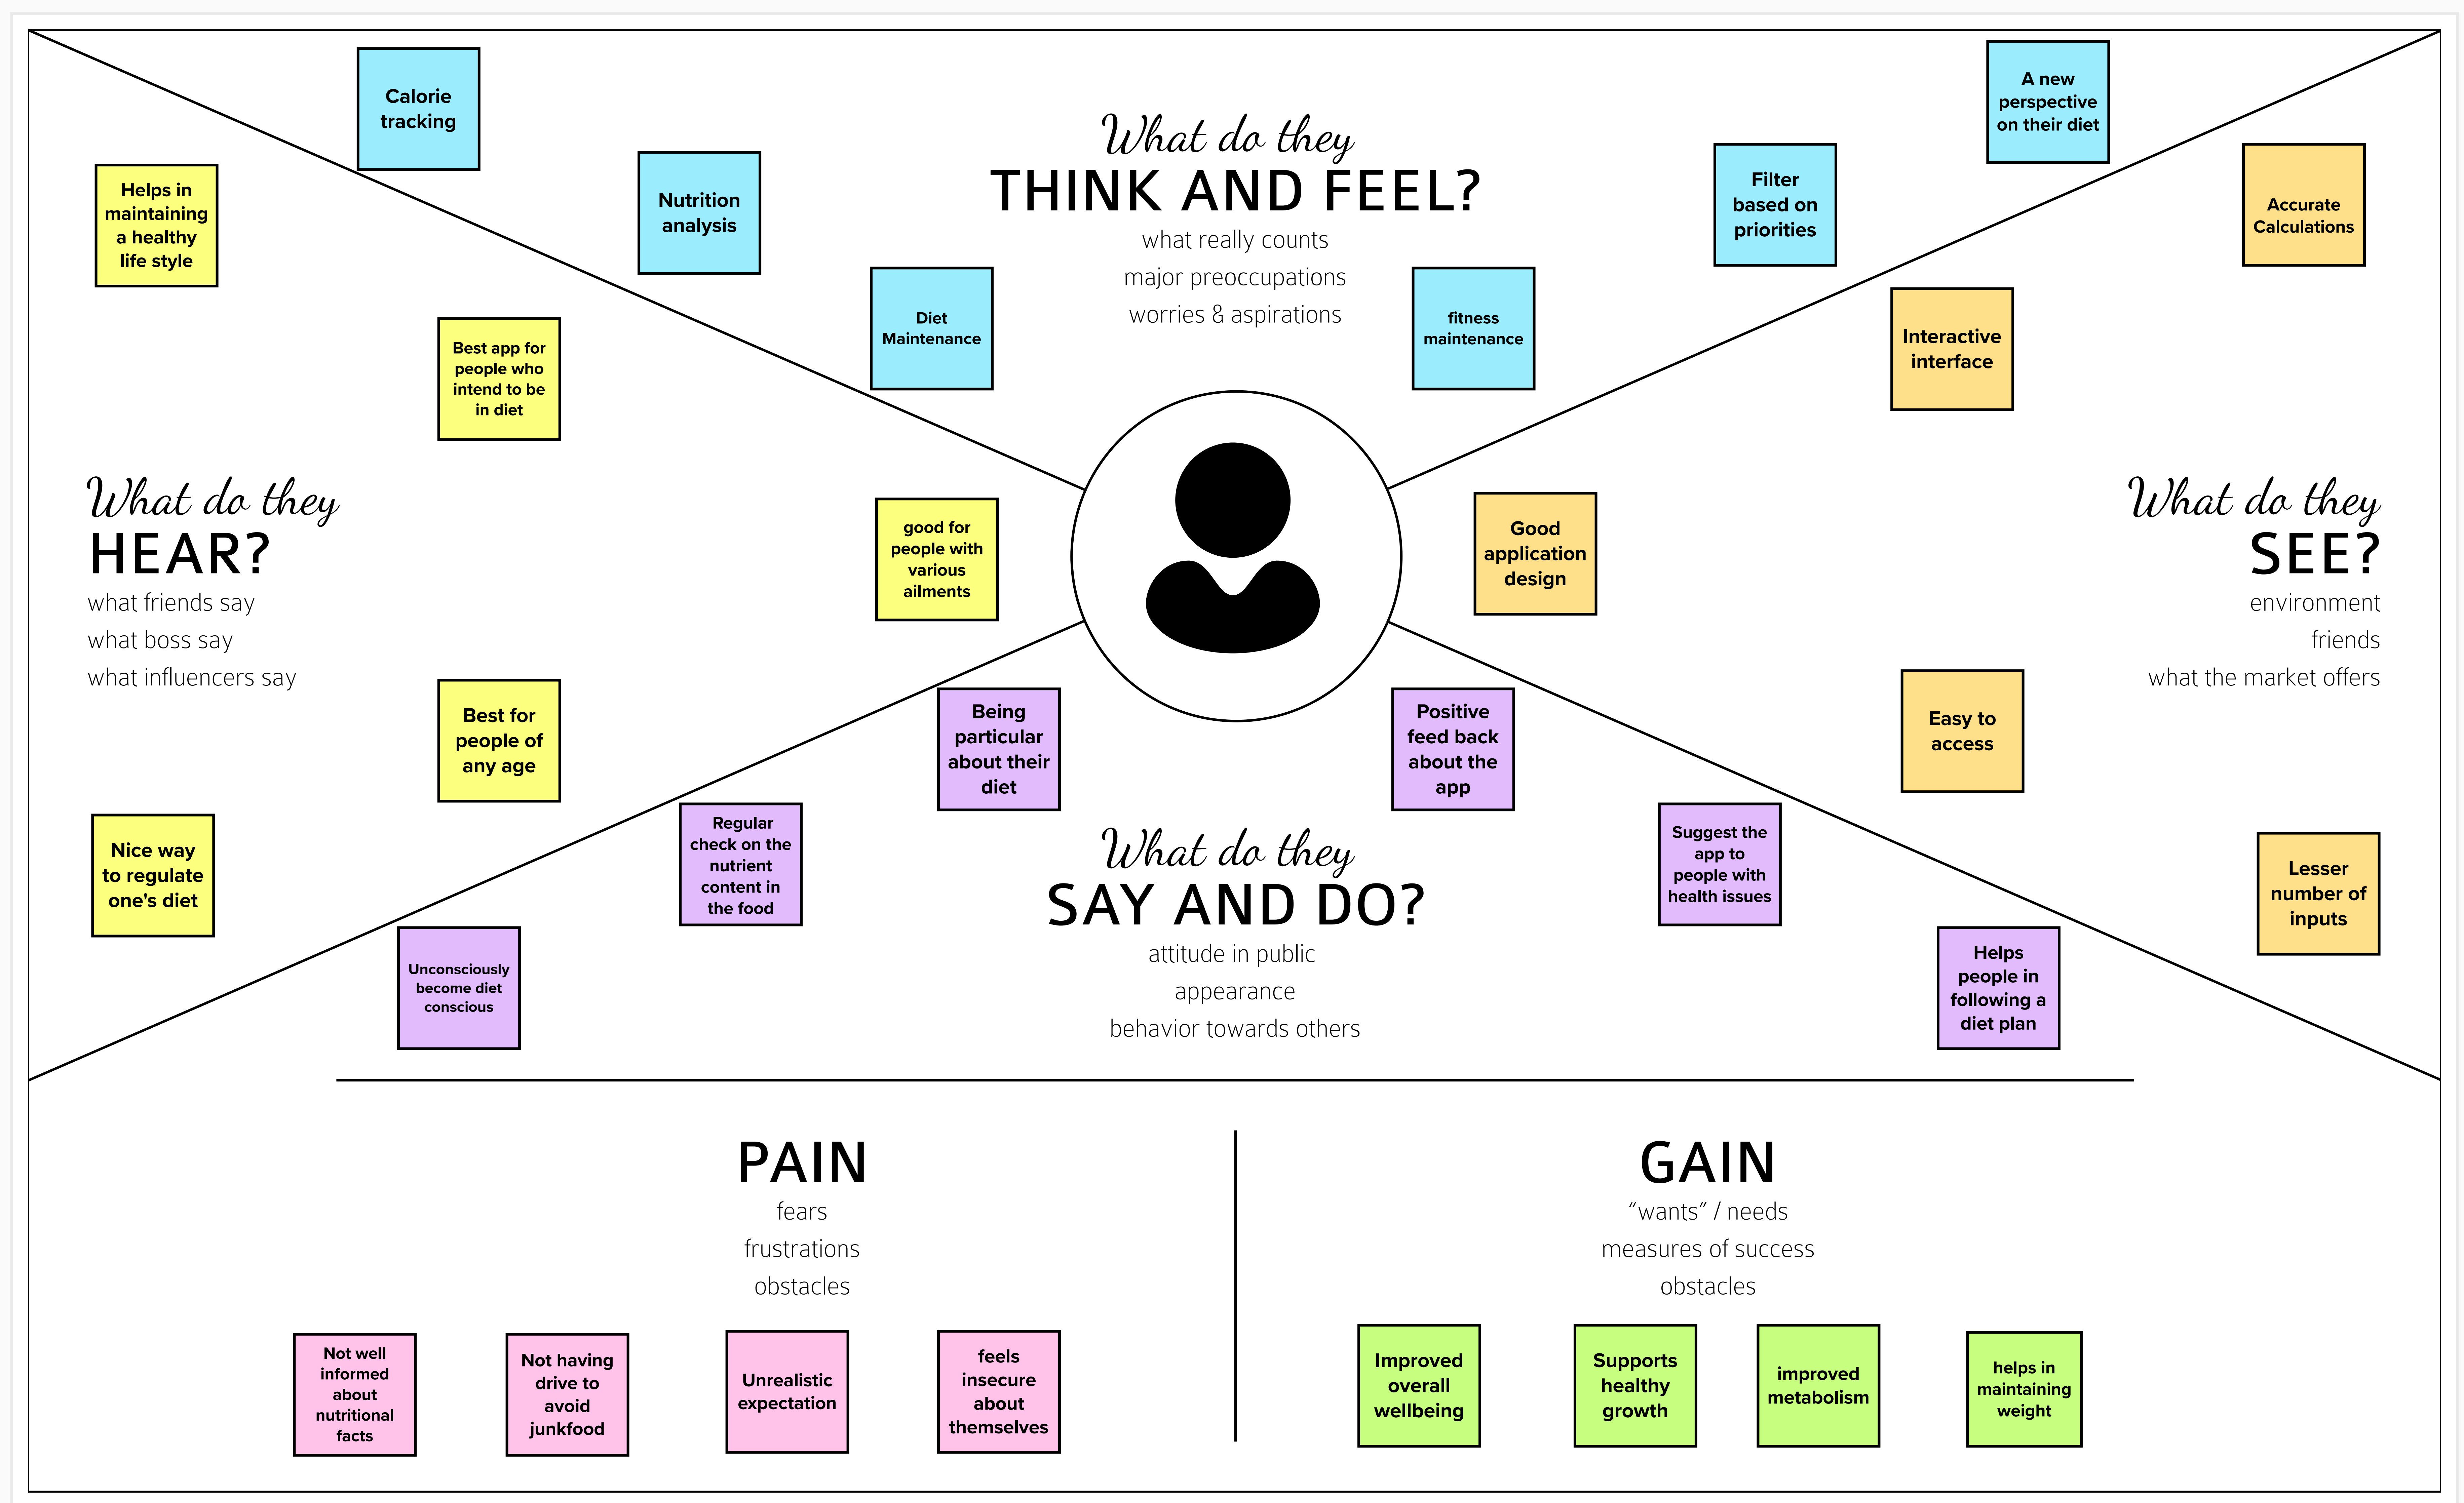 What do they
THINK AND FEEL?
what really counts
major preoccupations
worries & aspirations
Calorie
tracking
Nutrition
analysis
Diet
Maintenance
fitness
maintenance
Filter
based on
priorities
A new
perspective
on their diet
What do they
HEAR?
what friends say
what boss say
what influencers say
Helps in
maintaining
a healthy
life style
Best app for
people who
intend to be
in diet
good for
people with
various
ailments
Best for
people of
any age
Nice way
to regulate
one's diet
What do they
SEE?
environment
friends
what the market offers
Accurate
Calculations
Interactive
interface
Good
application
design
Easy to
access
Lesser
number of
inputs
What do they
SAY AND DO?
attitude in public
appearance
behavior towards others
Being
particular
about their
diet
Regular
check on the
nutrient
content in
the food
Unconsciously
become diet
conscious
Positive
feed back
about the
app
Suggest the
app to
people with
health issues
Helps
people in
following a
diet plan
PAIN
fears
frustrations
obstacles
Not well
informed
about
nutritional
facts
Not having
drive to
avoid
junkfood
Unrealistic
expectation
feels
insecure
about
themselves
GAIN
“wants” / needs
measures of success
obstacles
Improved
overall
wellbeing
Supports
healthy
growth
improved
metabolism
helps in
maintaining
weight